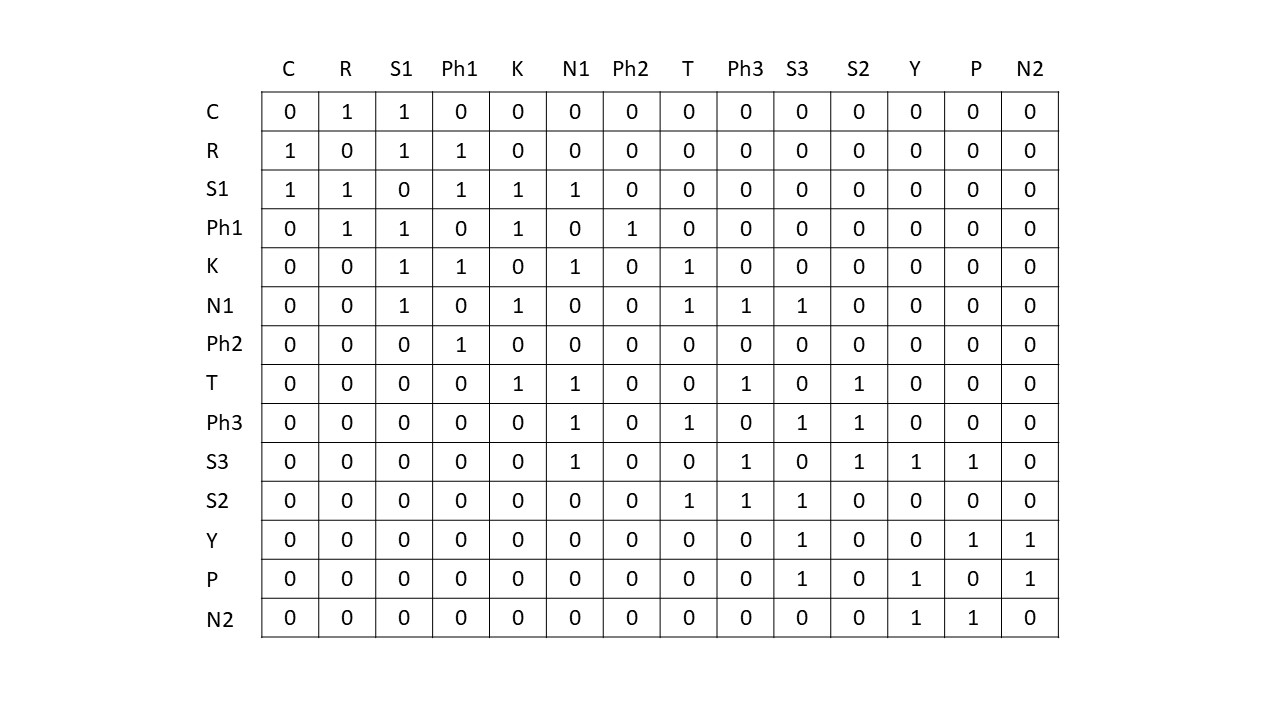 C R S1 Ph1 K N1 Ph2 T Ph3 S3 S2 Y P N2
C 0 1 1 0 0 0 0 0 0 0 0 0 0 0
R 1 0 1 1 0 0 0 0 0 0 0 0 0 0
S1 1 1 0 1 1 1 0 0 0 0 0 0 0 0
Ph1 0 1 1 0 1 0 1 0 0 0 0 0 0 0
K 0 0 1 1 0 1 0 1 0 0 0 0 0 0
N1 0 0 1 0 1 0 0 1 1 1 0 0 0 0
Ph2 0 0 0 1 0 0 0 0 0 0 0 0 0 0
T 0 0 0 0 1 1 0 0 1 0 1 0 0 0
Ph3 0 0 0 0 0 1 0 1 0 1 1 0 0 0
S3 0 0 0 0 0 1 0 0 1 0 1 1 1 0
S2 0 0 0 0 0 0 0 1 1 1 0 0 0 0
Y 0 0 0 0 0 0 0 0 0 1 0 0 1 1
P 0 0 0 0 0 0 0 0 0 1 0 1 0 1
N2 0 0 0 0 0 0 0 0 0 0 0 1 1 0